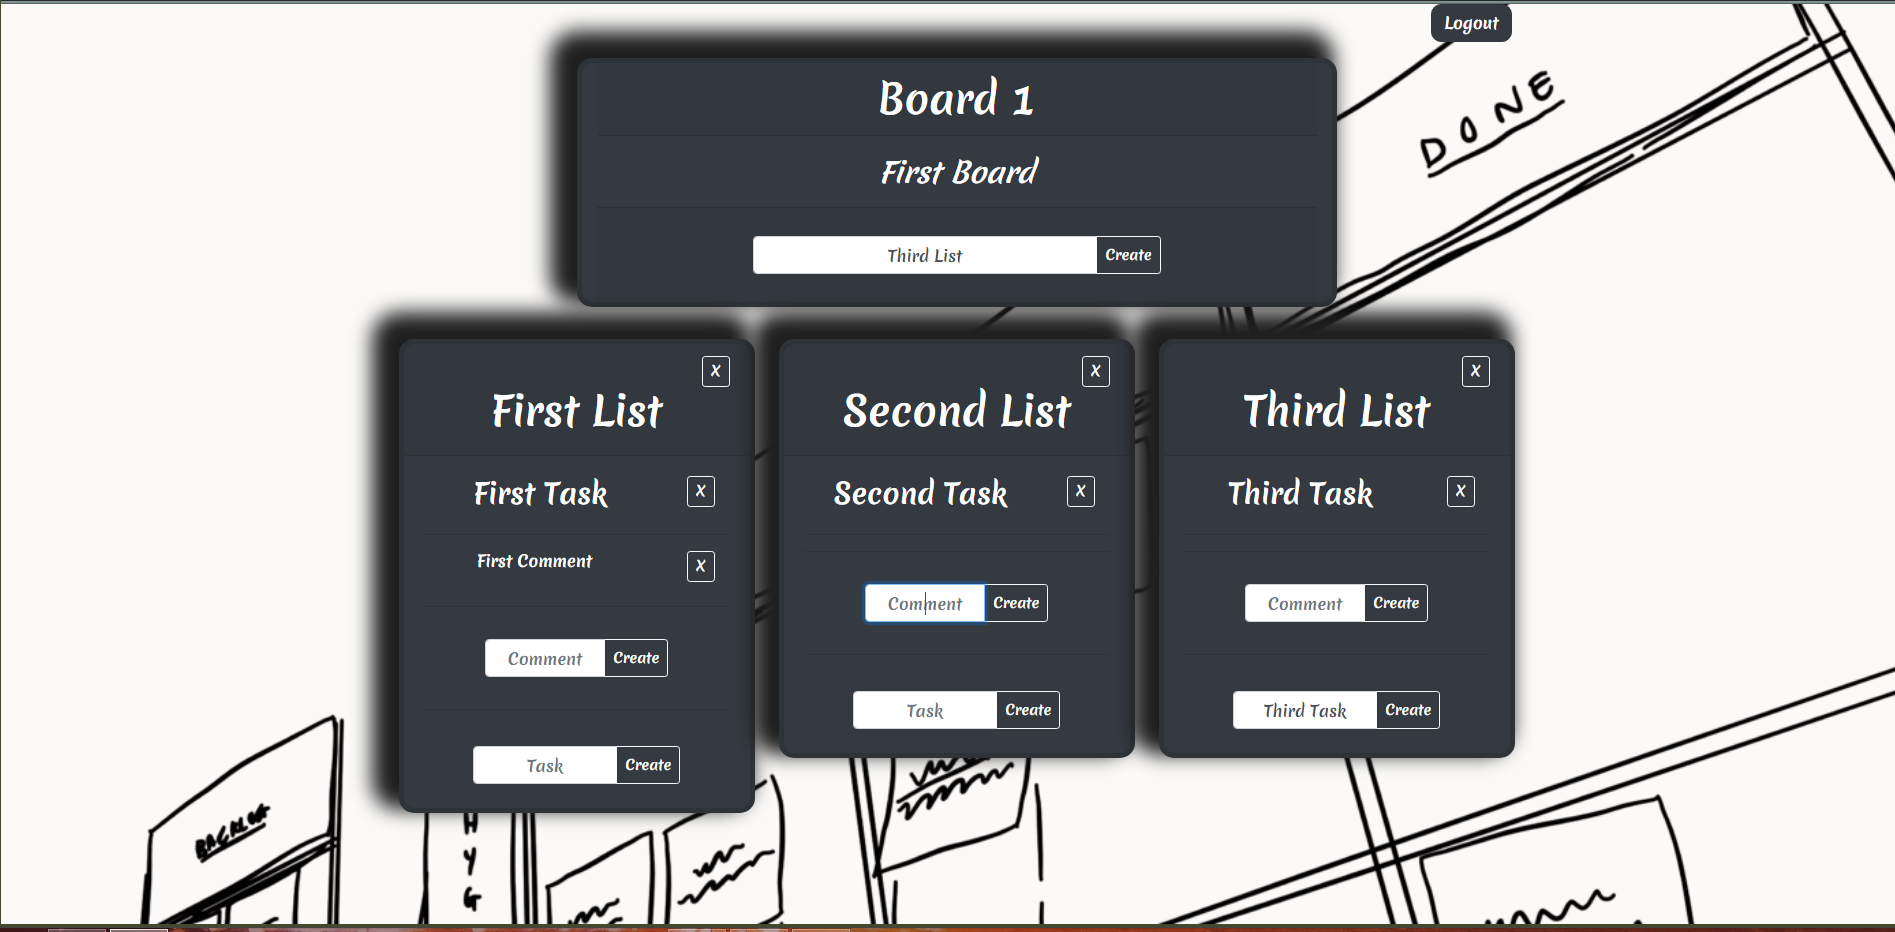 Logout
DONE
Board 1
First Board
Third List Create
X
First List
First Task X
First Comment X
Comment Create
Task Create
X
Second List
Second Task X
Comment Create
Task Create
X
Third List
Third Task X
Comment Create
Third Task Create
BACKLOG
H
Y
G